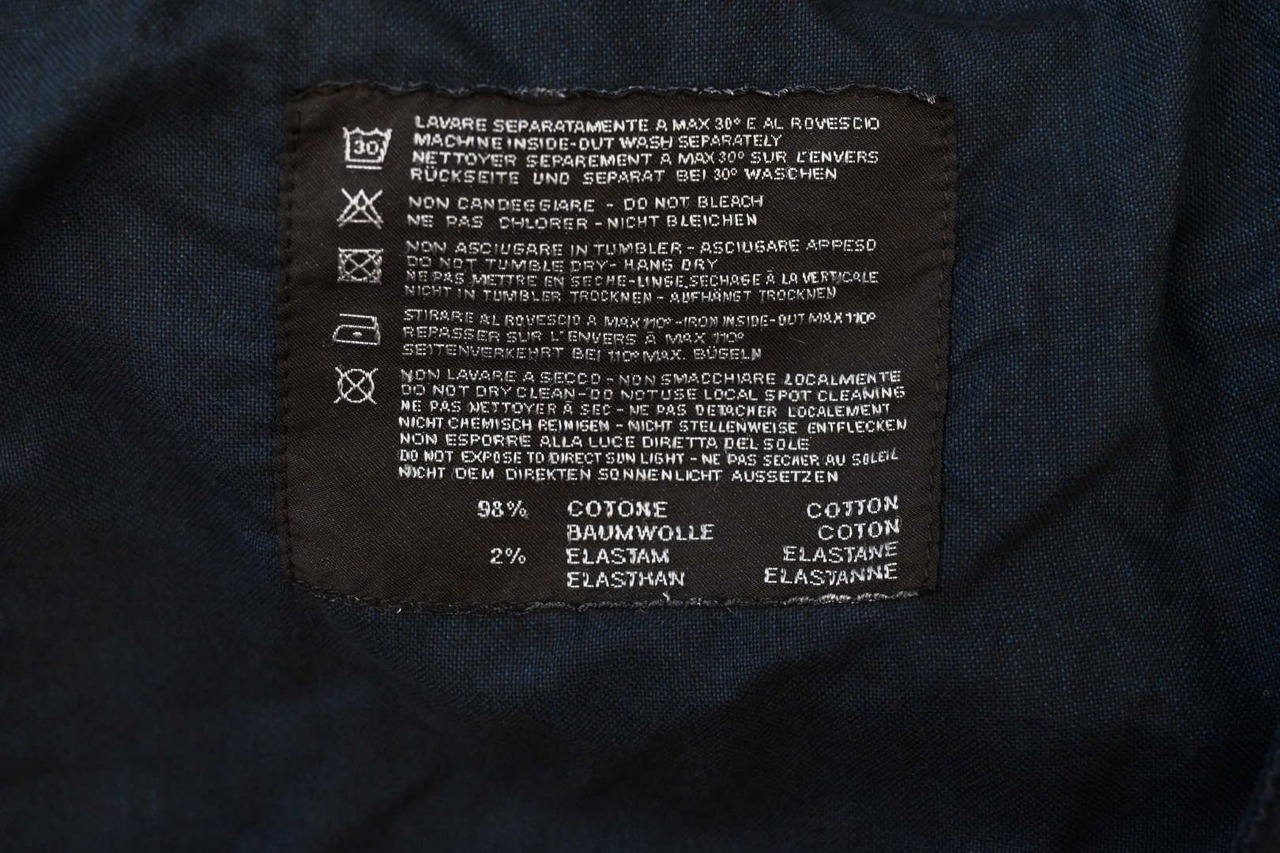 30
LAVARE SEPARATAMENTE A MAX 30° E AL ROVESCIO
MACHINE INSIDE-OUT WASH SEPARATELY
NETTOYER SEPAREMENT A MAX 30° SUR L'ENVERS
RÜCKSEITE UND SEPARAT BEI 30° WASCHEN
NON CANDEGGIARE - DO NOT BLEACH
NE PAS CHLORER - NICHT BLEICHEN
NON ASCIUGARE IN TUMBLER - ASCIUGARE APPESO
DO NOT TUMBLE DRY - HANG DRY
NE PAS METTRE EN SECHE-LINGE, SECHAGE À LA VERTICALE
NICHT IN TUMBLER TROCKNEN - AUFHÄNGT TROCKNEN
STIRARE AL ROVESCIO A MAX 110° - IRON INSIDE-OUT MAX 110°
REPASSER SUR L'ENVERS À MAX 110°
SEITENVERKEHRT BEI 110° MAX. BÜGELN
NON LAVARE A SECCO - NON SMACCHIARE LOCALMENTE
DO NOT DRY CLEAN - DO NOT USE LOCAL SPOT CLEANING
NE PAS NETTOYER À SEC - NE PAS DETACHER LOCALEMENT
NICHT CHEMISCH REINIGEN - NICHT STELLENWEISE ENTFLECKEN
NON ESPORRE ALLA LUCE DIRETTA DEL SOLE
DO NOT EXPOSE TO DIRECT SUN LIGHT - NE PAS SECHER AU SOLEIL
NICHT DEM DIREKTEN SONNENLICHT AUSSETZEN
98% COTONE COTTON
BAUMWOLLE COTON
2% ELASTAM ELASTANE
ELASTHAN ELASTANNE